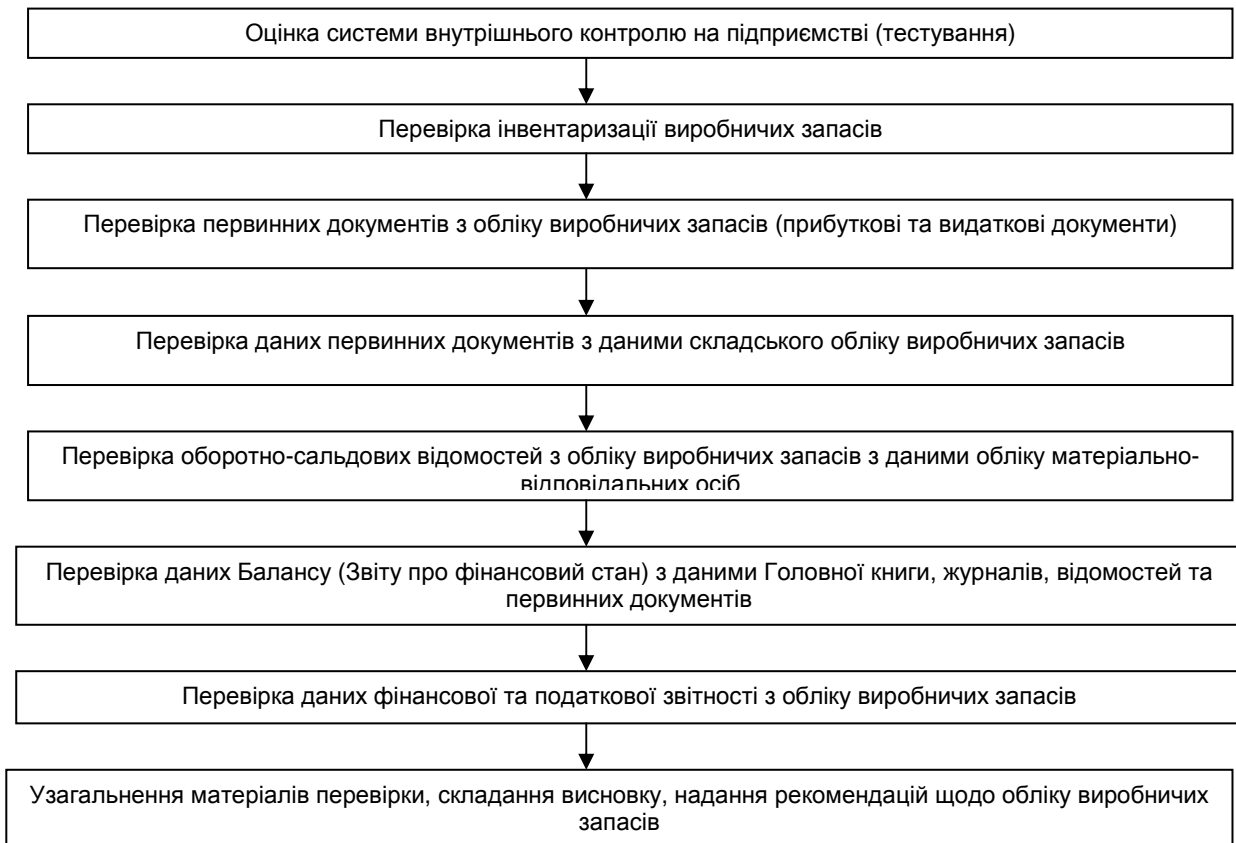 Оцінка системи внутрішнього контролю на підприємстві (тестування)
Перевірка інвентаризації виробничих запасів
Перевірка первинних документів з обліку виробничих запасів (прибуткові та видаткові документи)
Перевірка даних первинних документів з даними складського обліку виробничих запасів
Перевірка оборотно-сальдових відомостей з обліку виробничих запасів з даними обліку матеріально-
відповідальних осіб
Перевірка даних Балансу (Звіту про фінансовий стан) з даними Головної книги, журналів, відомостей та
первинних документів
Перевірка даних фінансової та податкової звітності з обліку виробничих запасів
Узагальнення матеріалів перевірки, складання висновку, надання рекомендацій щодо обліку виробничих
запасів